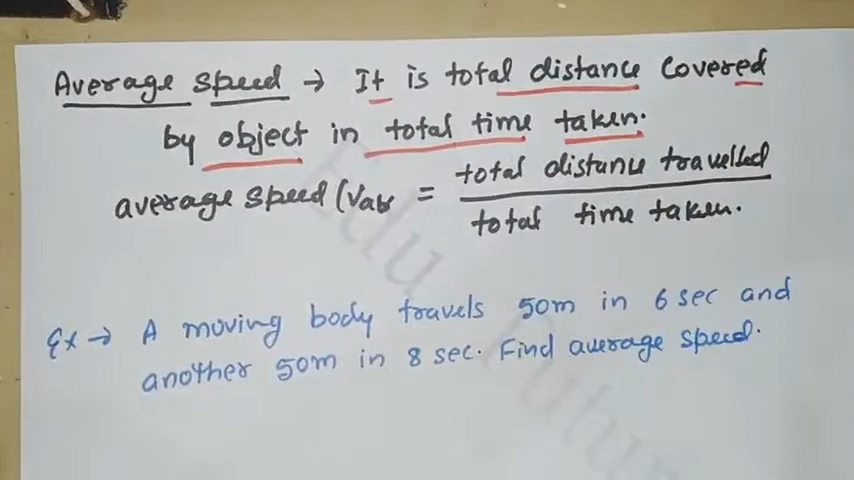 Average speed → It is total distance covered
by object in total time taken.
average speed (Vav = total distance travelled
total time taken.
Ex → A moving body travels 50m in 6 sec and
another 50m in 8 sec. Find average speed.
Edu
Future